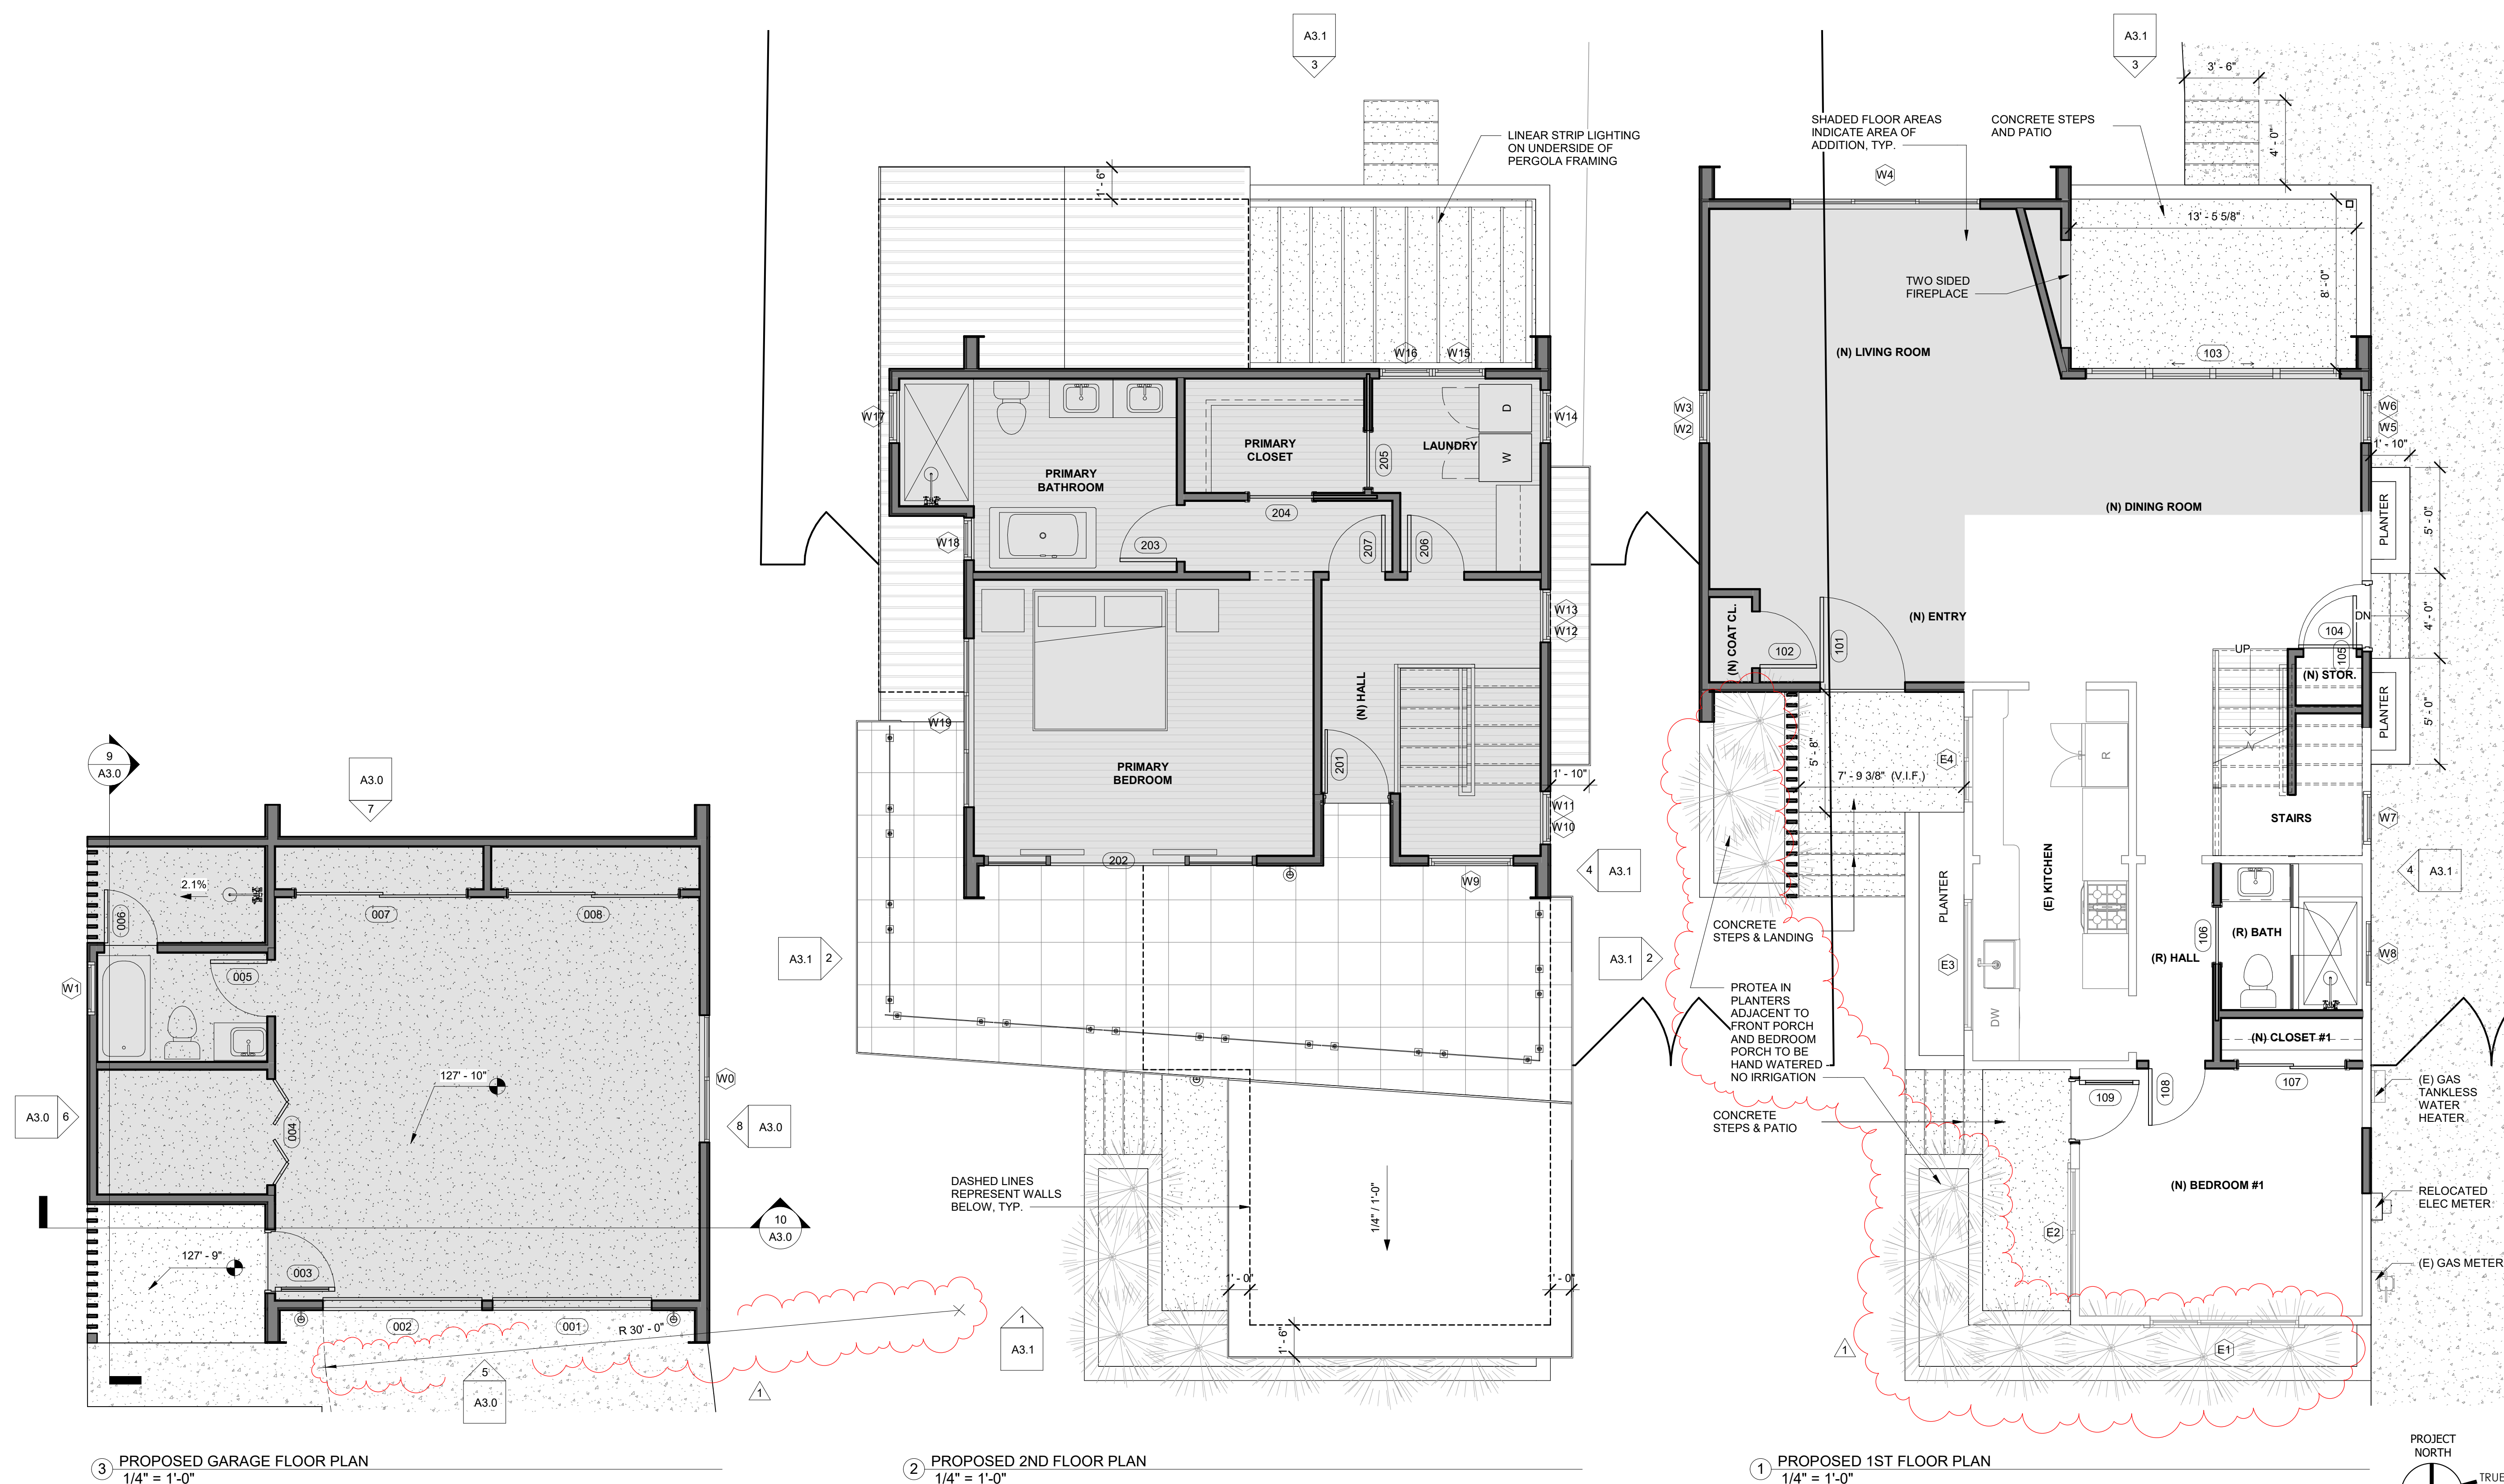 A3.1
3
LINEAR STRIP LIGHTING
ON UNDERSIDE OF
PERGOLA FRAMING
1' - 6"
W16
W15
W17
W14
D
W
PRIMARY
BATHROOM
PRIMARY
CLOSET
LAUNDRY
205
204
203
207
206
W18
W13
W12
(N) HALL
W19
PRIMARY
BEDROOM
201
1' - 10"
W11
W10
202
W9
4
A3.1
A3.1
2
DASHED LINES
REPRESENT WALLS
BELOW, TYP.
1/4" / 1'-0"
1' - 0"
1' - 0"
1' - 6"
1
A3.1
2
PROPOSED 2ND FLOOR PLAN
1/4" = 1'-0"
9
A3.0
A3.0
7
2.1%
006
007
008
005
W1
W0
127' - 10"
004
A3.0
6
8
A3.0
10
A3.0
127' - 9"
003
002
001
R 30' - 0"
5
A3.0
1
3
PROPOSED GARAGE FLOOR PLAN
1/4" = 1'-0"
A3.1
3
3' - 6"
4' - 0"
SHADED FLOOR AREAS
INDICATE AREA OF
ADDITION, TYP.
CONCRETE STEPS
AND PATIO
W4
13' - 5 5/8"
8' - 0"
TWO SIDED
FIREPLACE
(N) LIVING ROOM
103
W3
W2
W6
W5
1' - 10"
(N) DINING ROOM
PLANTER
5' - 0"
(N) COAT CL.
102
101
(N) ENTRY
DN
4' - 0"
104
105
UP
(N) STOR.
PLANTER
5' - 0"
5' - 8"
7' - 9 3/8" (V.I.F.)
E4
R
STAIRS
W7
4
A3.1
(E) KITCHEN
PLANTER
CONCRETE
STEPS & LANDING
A3.1
2
E3
106
(R) BATH
(R) HALL
W8
DW
PROTEA IN
PLANTERS
ADJACENT TO
FRONT PORCH
AND BEDROOM
PORCH TO BE
HAND WATERED -
NO IRRIGATION
(N) CLOSET #1
107
108
109
(E) GAS
TANKLESS
WATER
HEATER
CONCRETE
STEPS & PATIO
(N) BEDROOM #1
RELOCATED
ELEC METER
E2
(E) GAS METER
E1
1
1
PROPOSED 1ST FLOOR PLAN
1/4" = 1'-0"
PROJECT
NORTH
TRUE